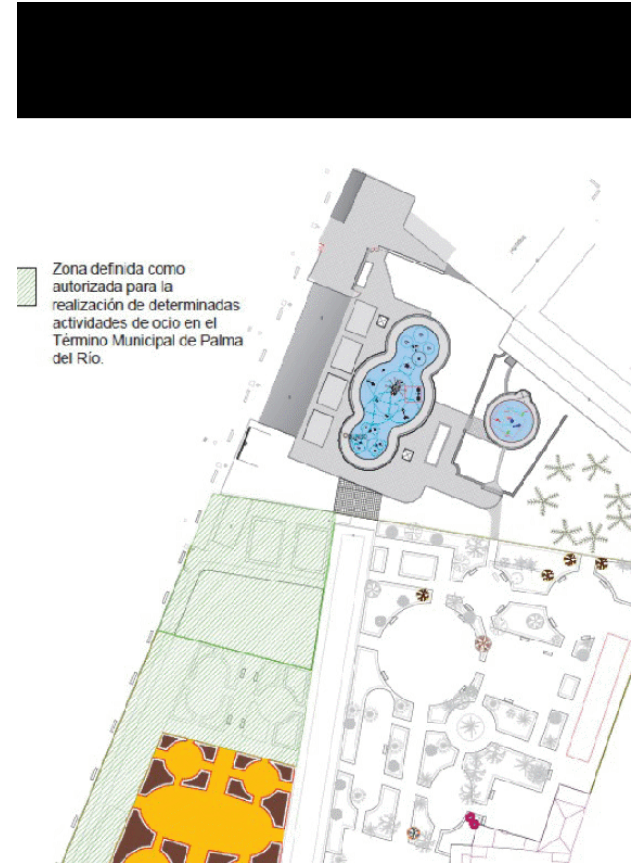 Zona definida como
autorizada para la
realización de determinadas
actividades de ocio en el
Término Municipal de Palma
del Río.